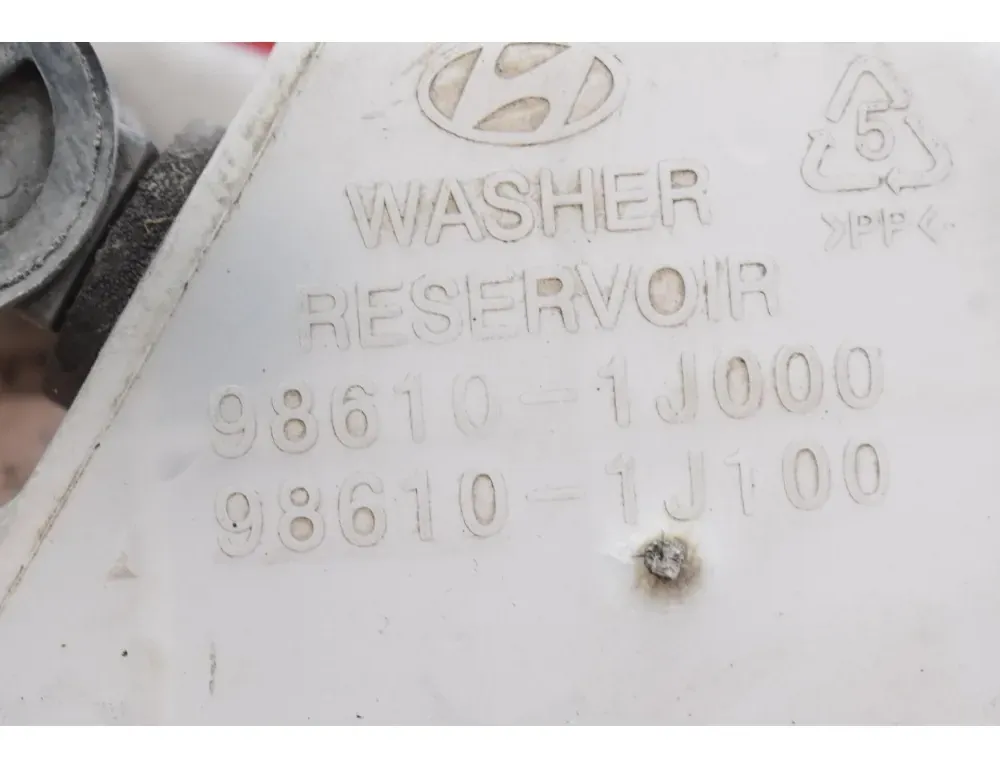 WASHER
RESERVOIR
98610-1J000
98610-1J100
5
>PP<